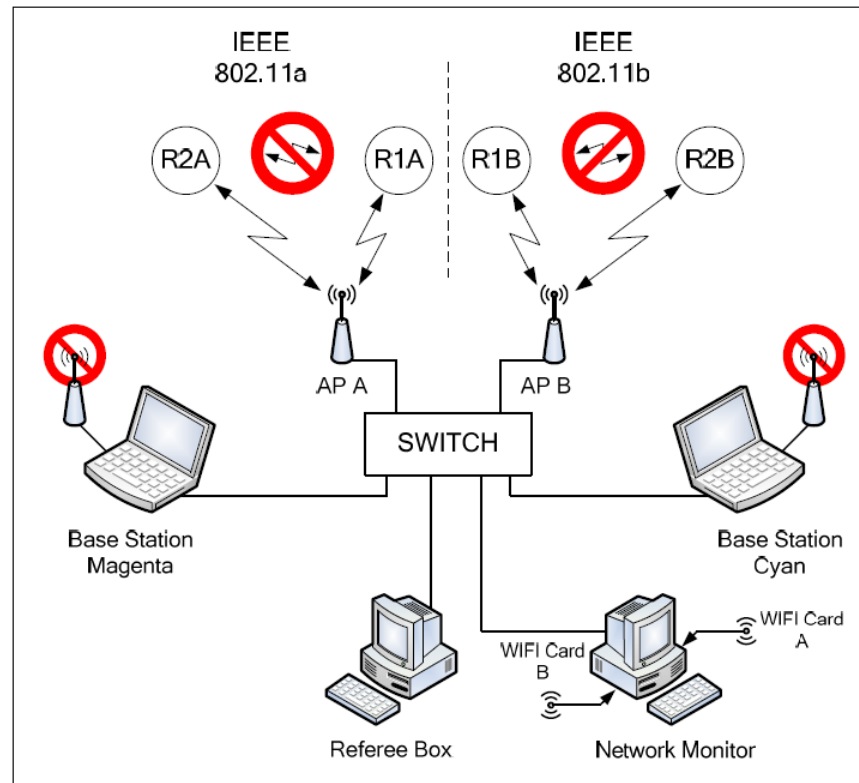 IEEE
802.11a
IEEE
802.11b
R2A
R1A
R1B
R2B
AP A
AP B
SWITCH
Base Station
Magenta
Base Station
Cyan
WIFI Card
A
WIFI Card
B
Referee Box
Network Monitor